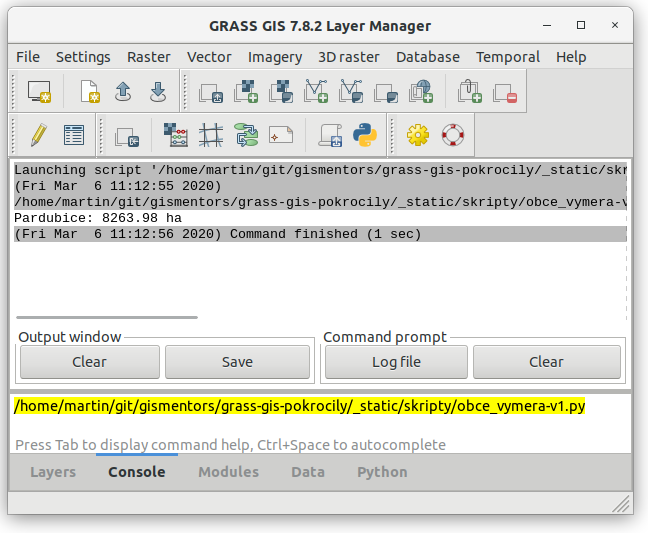 GRASS GIS 7.8.2 Layer Manager
File Settings Raster Vector Imagery 3D raster Database Temporal Help
Launching script '/home/martin/git/gismentors/grass-gis-pokrocily/_static/skr
(Fri Mar  6 11:12:55 2020)
/home/martin/git/gismentors/grass-gis-pokrocily/_static/skripty/obce_vymera-v
Pardubice: 8263.98 ha
(Fri Mar  6 11:12:56 2020) Command finished (1 sec)
Output window Command prompt
Clear Save Log file Clear
/home/martin/git/gismentors/grass-gis-pokrocily/_static/skripty/obce_vymera-v1.py
Press Tab to display command help, Ctrl+Space to autocomplete
Layers Console Modules Data Python